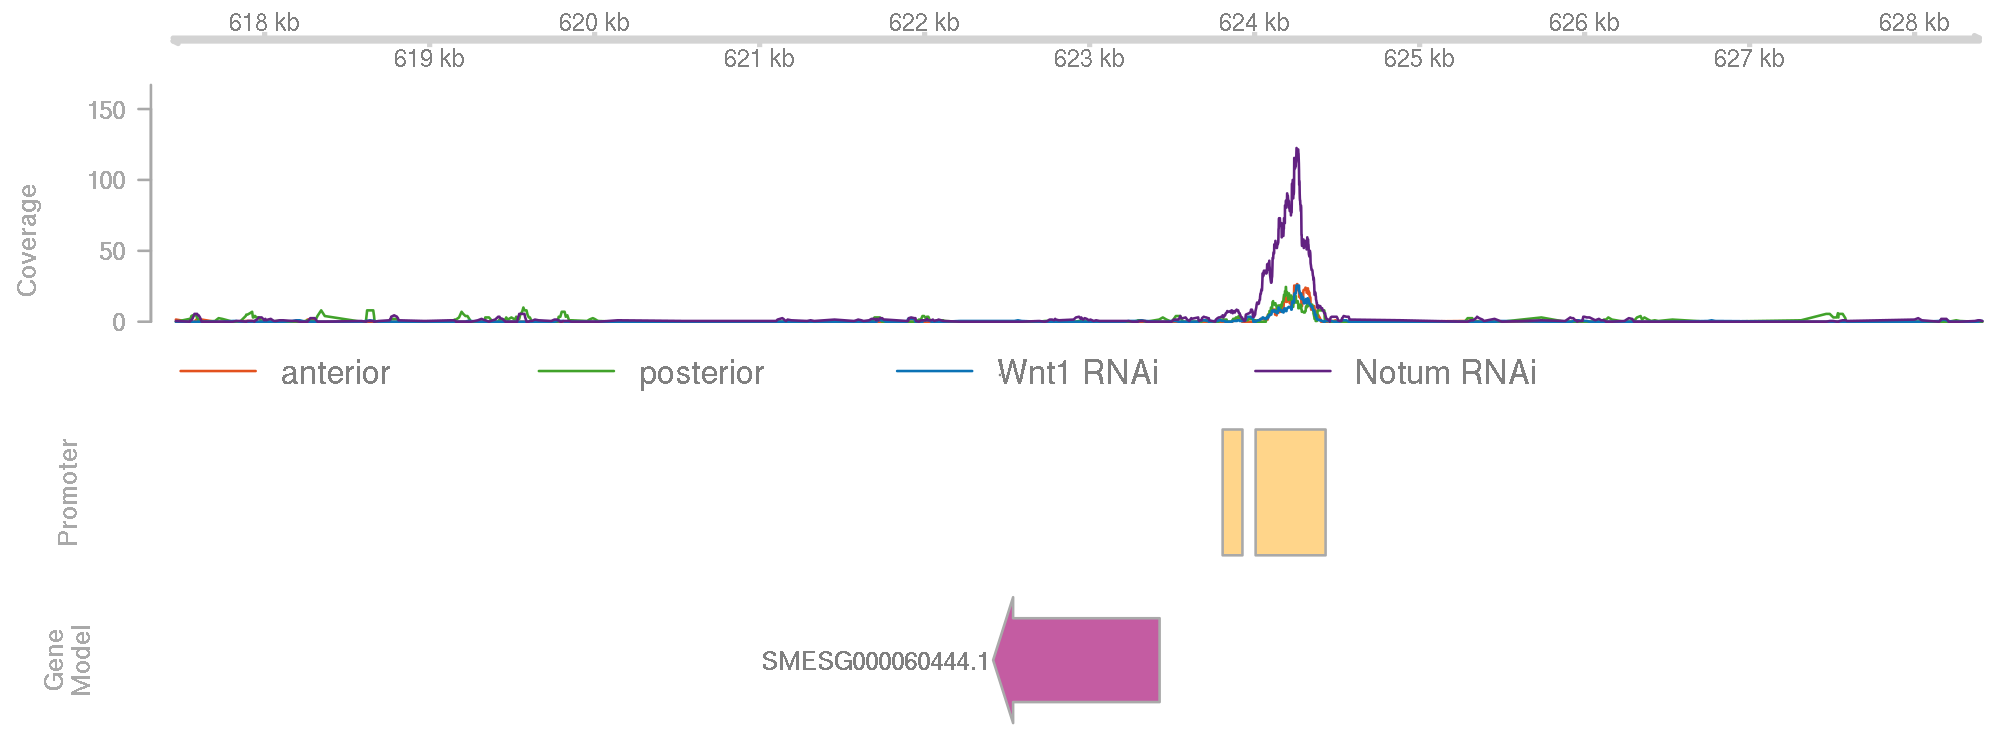 618 kb 620 kb 622 kb 624 kb 626 kb 628 kb
619 kb 621 kb 623 kb 625 kb 627 kb
Coverage
150
100
50
0
anterior posterior Wnt1 RNAi Notum RNAi
Promoter
Gene
Model
SMESG000060444.1